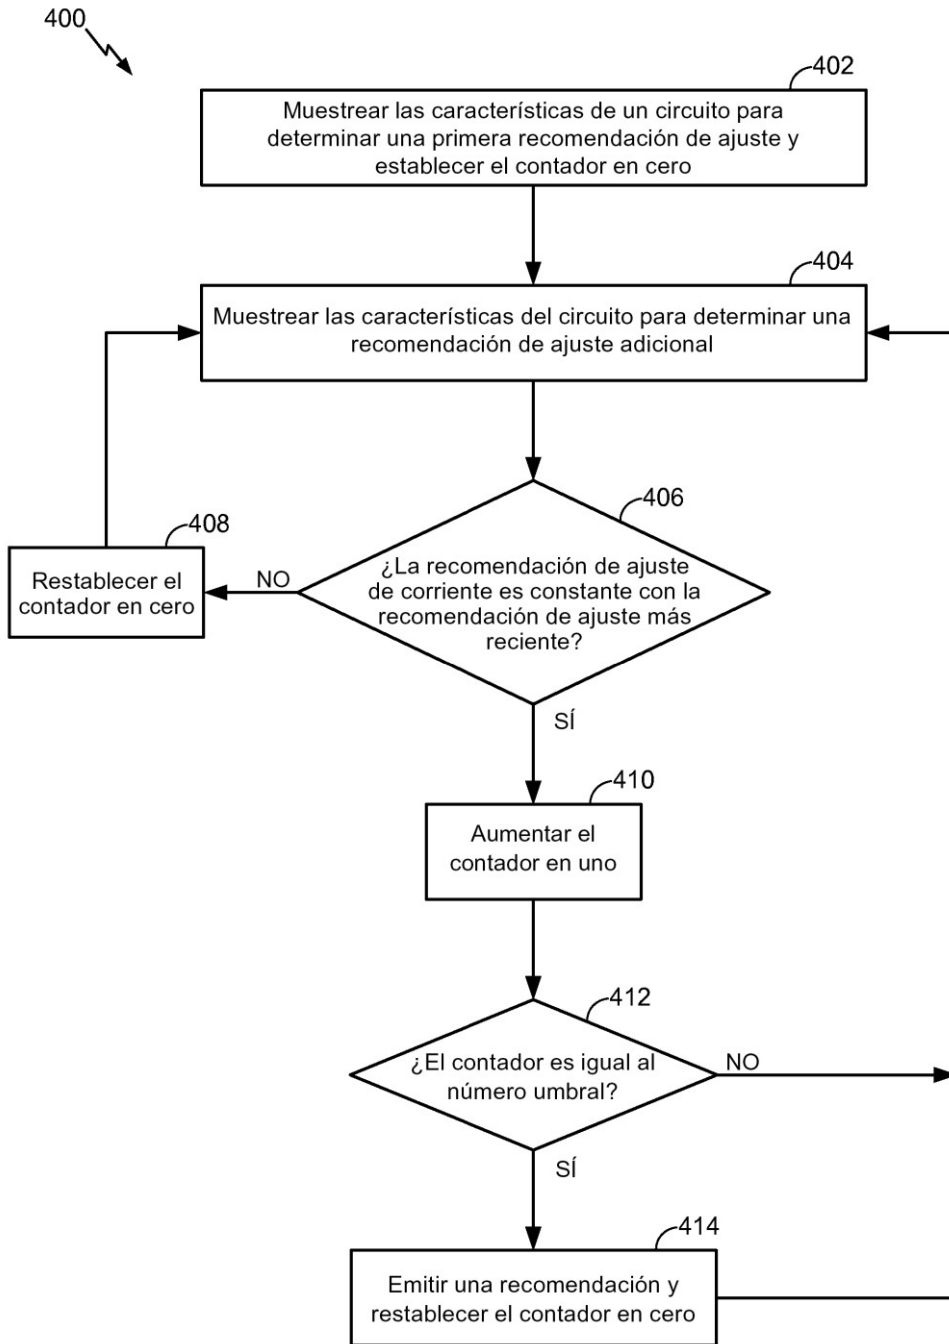 400
402
Muestrear las características de un circuito para
determinar una primera recomendación de ajuste y
establecer el contador en cero
404
Muestrear las características del circuito para determinar una
recomendación de ajuste adicional
406
¿La recomendación de ajuste
de corriente es constante con la
recomendación de ajuste más
reciente?
NO
408
Restablecer el
contador en cero
SÍ
410
Aumentar el
contador en uno
412
¿El contador es igual al
número umbral?
NO
SÍ
414
Emitir una recomendación y
restablecer el contador en cero